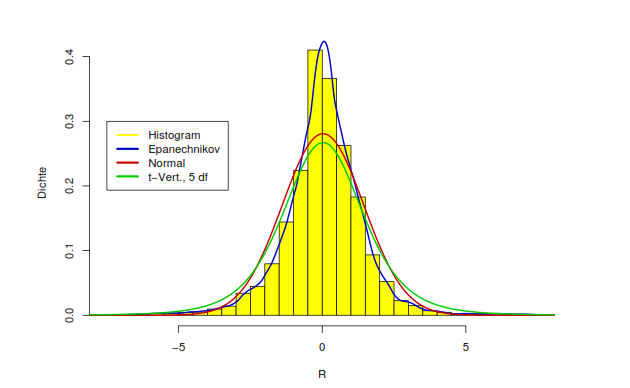 0.4
0.3
0.2
0.1
0.0
Dichte
Histogram
Epanechnikov
Normal
t−Vert., 5 df
−5 0 5
R